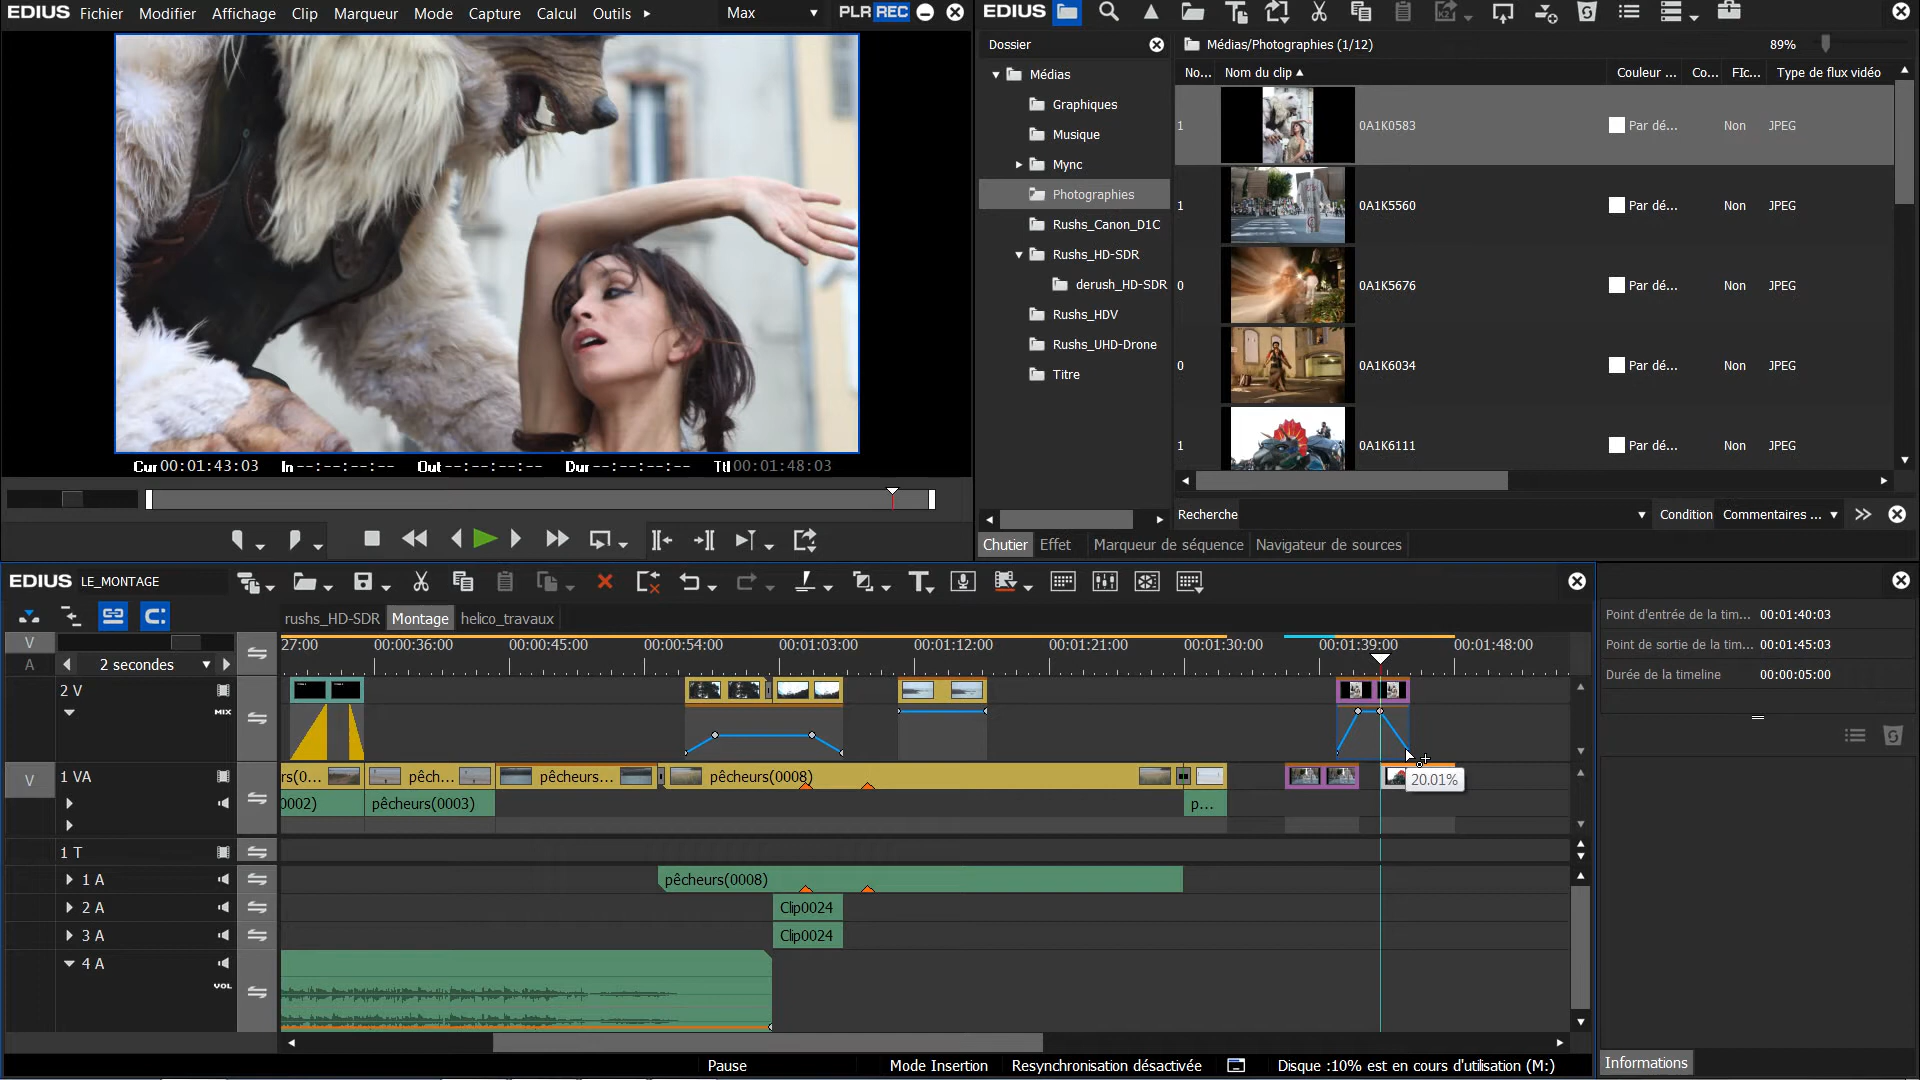 EDIUS Fichier Modifier Affichage Clip Marqueur Mode Capture Calcul Outils Max PLR REC
Cur 00:01:43:03 In --:--:--:-- Out --:--:--:-- Dur --:--:--:-- Ttl 00:01:48:03
EDIUS
Dossier
Médias/Photographies (1/12)
89%
Médias
Graphiques
Musique
Mync
Photographies
Rushs_Canon_D1C
Rushs_HD-SDR
derush_HD-SDR
Rushs_HDV
Rushs_UHD-Drone
Titre
No... Nom du clip Couleur ... Co... FIc... Type de flux vidéo
1 0A1K0583 Par dé... Non JPEG
1 0A1K5560 Par dé... Non JPEG
0 0A1K5676 Par dé... Non JPEG
0 0A1K6034 Par dé... Non JPEG
1 0A1K6111 Par dé... Non JPEG
Recherche Condition Commentaires ...
Chutier Effet Marqueur de séquence Navigateur de sources
EDIUS LE_MONTAGE
rushs_HD-SDR Montage helico_travaux
V
A
2 secondes
27:00 00:00:36:00 00:00:45:00 00:00:54:00 00:01:03:00 00:01:12:00 00:01:21:00 00:01:30:00 00:01:39:00 00:01:48:00
2 V
MIX
V
1 VA
rs(0... pêch... pêcheurs... pêcheurs(0008)
20.01%
0002) pêcheurs(0003) p...
1 T
1 A pêcheurs(0008)
2 A Clip0024
3 A Clip0024
4 A
VOL
Pause Mode Insertion Resynchronisation désactivée Disque :10% est en cours d'utilisation (M:)
Point d'entrée de la tim... 00:01:40:03
Point de sortie de la tim... 00:01:45:03
Durée de la timeline 00:00:05:00
Informations